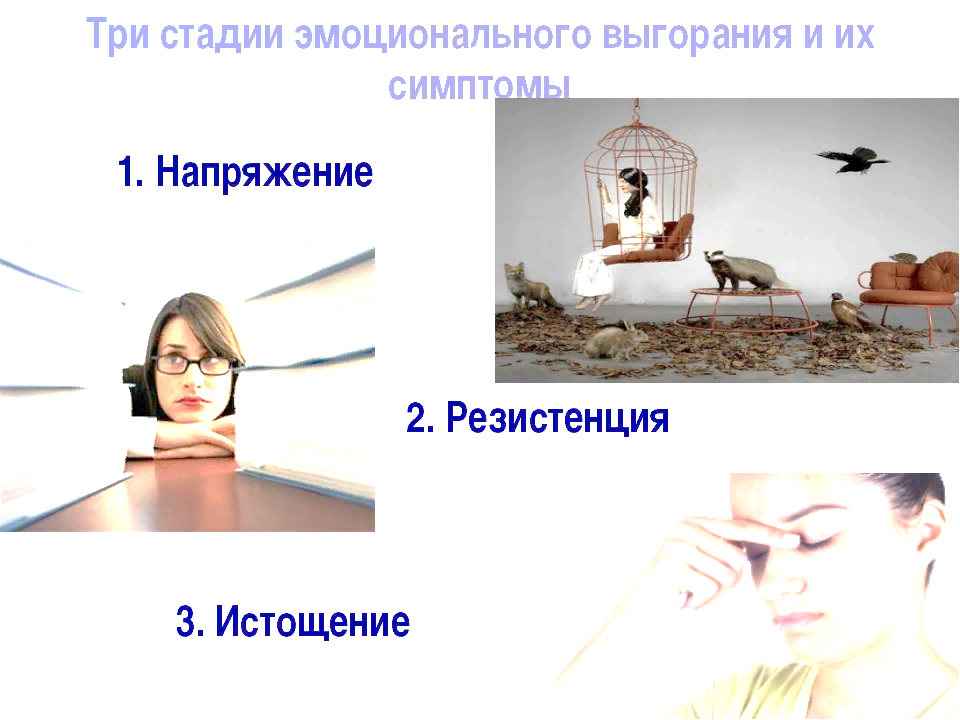 Три стадии эмоционального выгорания и их
симптомы
1. Напряжение
2. Резистенция
3. Истощение